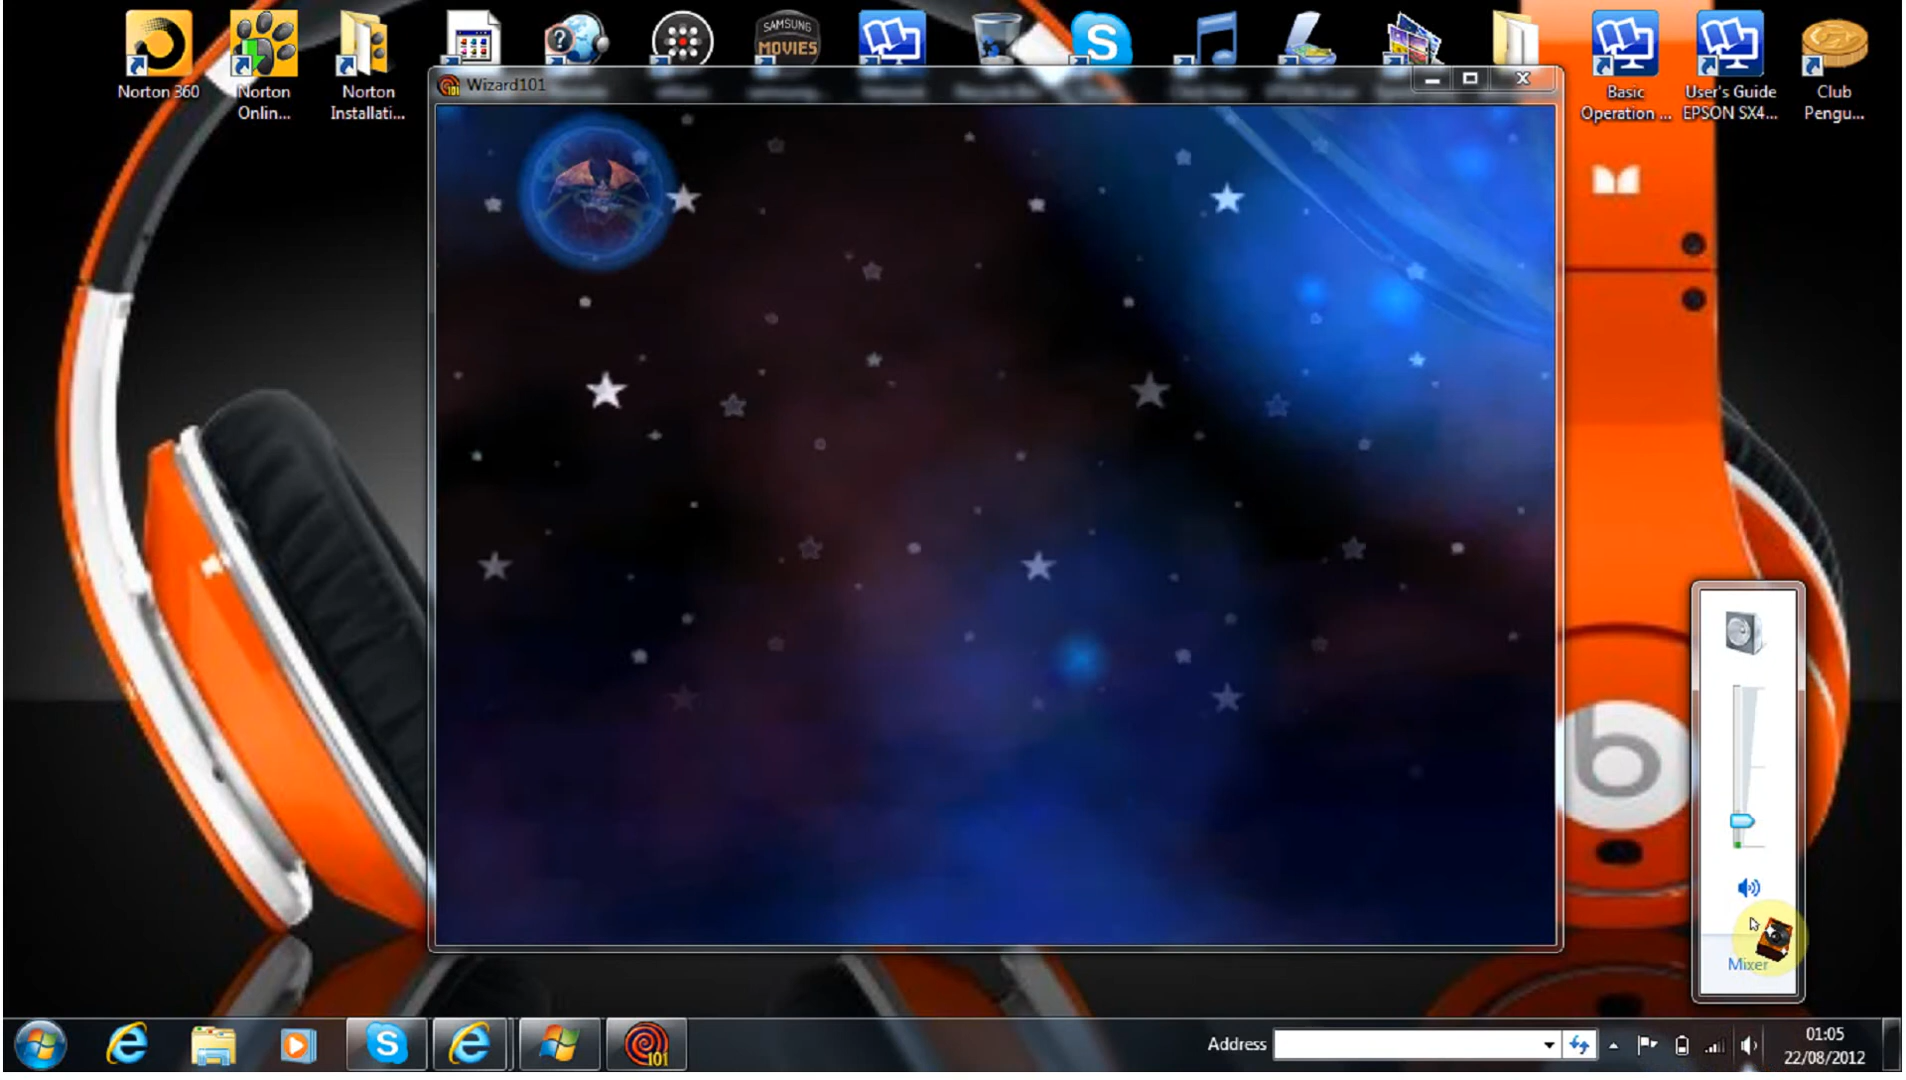 SAMSUNG
MOVIES
S
Norton 360
Norton
Onlin...
Norton
Installati...
Basic
Operation ...
User's Guide
EPSON SX4...
Club
Pengu...
Wizard101
b
Mixer
S
101
Address
01:05
22/08/2012